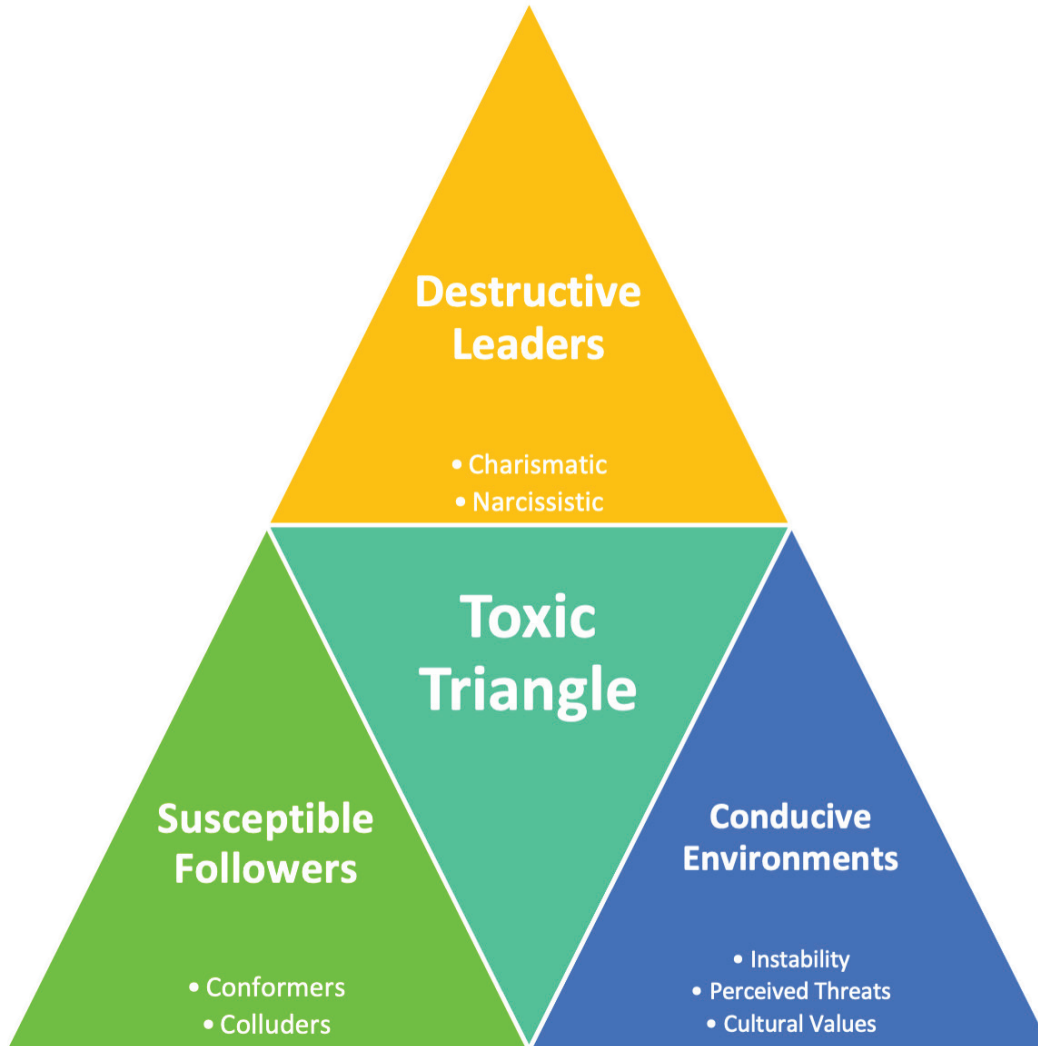 Destructive
Leaders
• Charismatic
• Narcissistic
Toxic
Triangle
Susceptible
Followers
• Conformers
• Colluders
Conducive
Environments
• Instability
• Perceived Threats
• Cultural Values